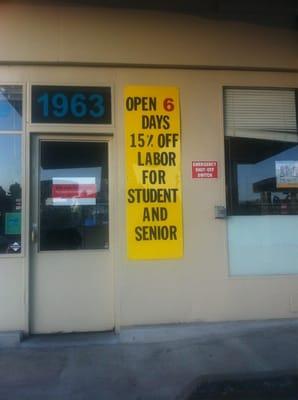 1963
OPEN 6
DAYS
15% OFF
LABOR
FOR
STUDENT
AND
SENIOR
EMERGENCY
SHUT OFF
SWITCH